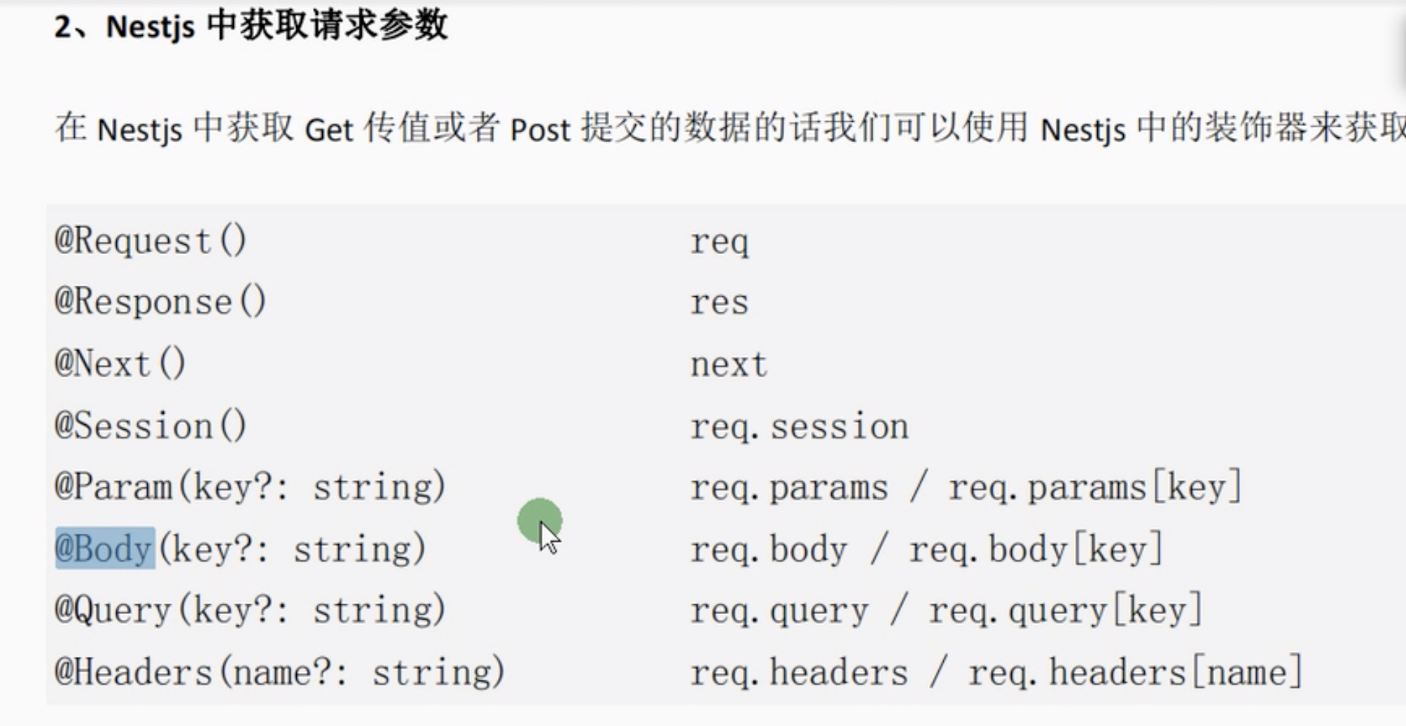 2、Nestjs 中获取请求参数
在 Nestjs 中获取 Get 传值或者 Post 提交的数据的话我们可以使用 Nestjs 中的装饰器来获取
@Request() req
@Response() res
@Next() next
@Session() req.session
@Param(key?: string) req.params / req.params[key]
@Body(key?: string) req.body / req.body[key]
@Query(key?: string) req.query / req.query[key]
@Headers(name?: string) req.headers / req.headers[name]